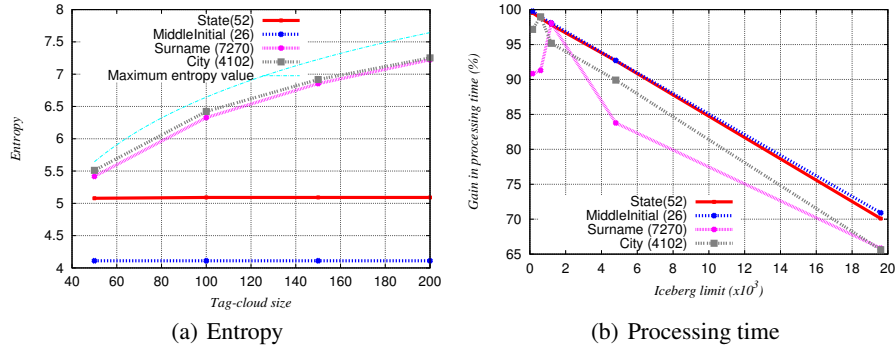 State(52)
MiddleInitial (26)
Surname (7270)
City (4102)
Maximum entropy value
8
7.5
7
6.5
6
5.5
5
4.5
4
Entropy
40 60 80 100 120 140 160 180 200
Tag-cloud size
(a) Entropy
100
95
90
85
80
75
70
65
Gain in processing time (%)
State(52)
MiddleInitial (26)
Surname (7270)
City (4102)
0 2 4 6 8 10 12 14 16 18 20
Iceberg limit (x10³)
(b) Processing time